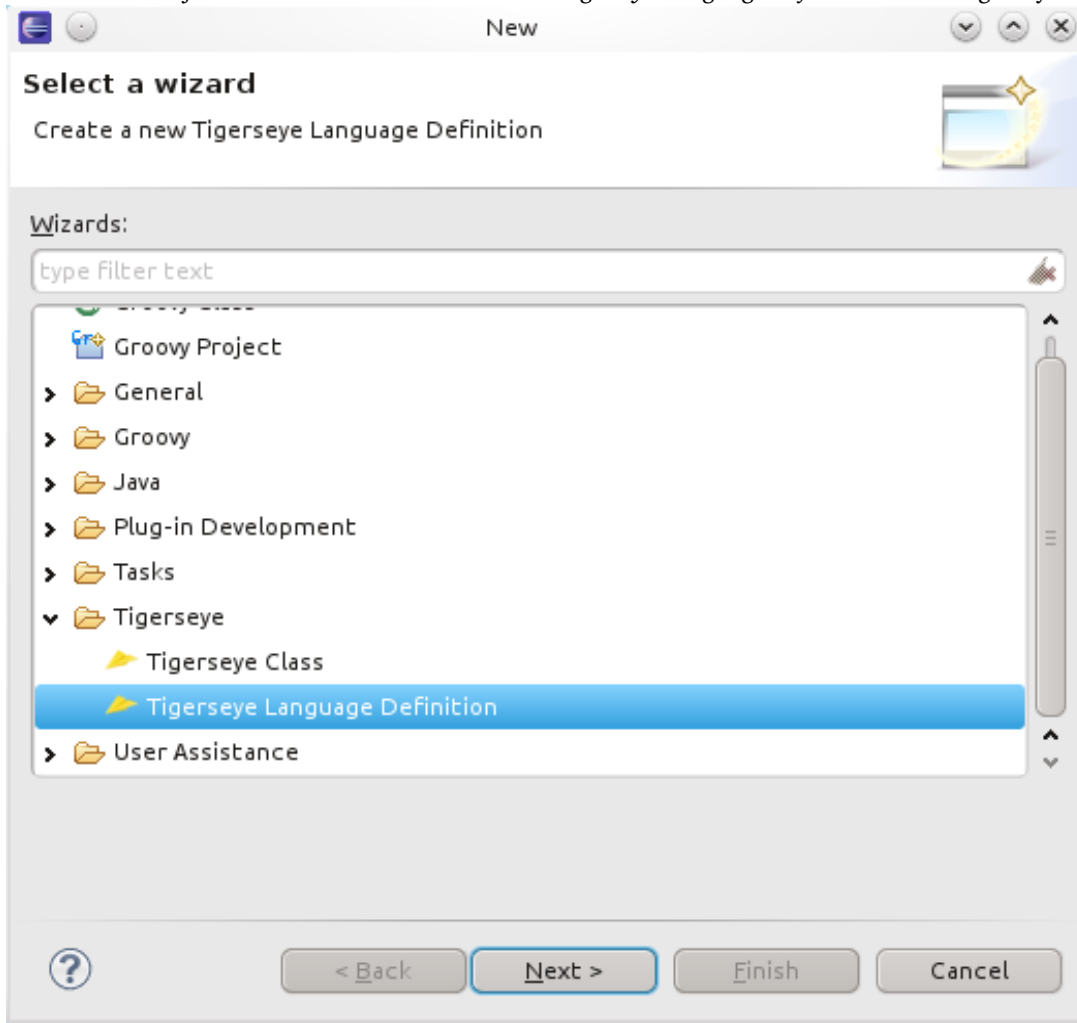 New
Select a wizard
Create a new Tigerseye Language Definition
Wizards:
type filter text
Groovy Project
General
Groovy
Java
Plug-in Development
Tasks
Tigerseye
Tigerseye Class
Tigerseye Language Definition
User Assistance
< Back Next > Finish Cancel